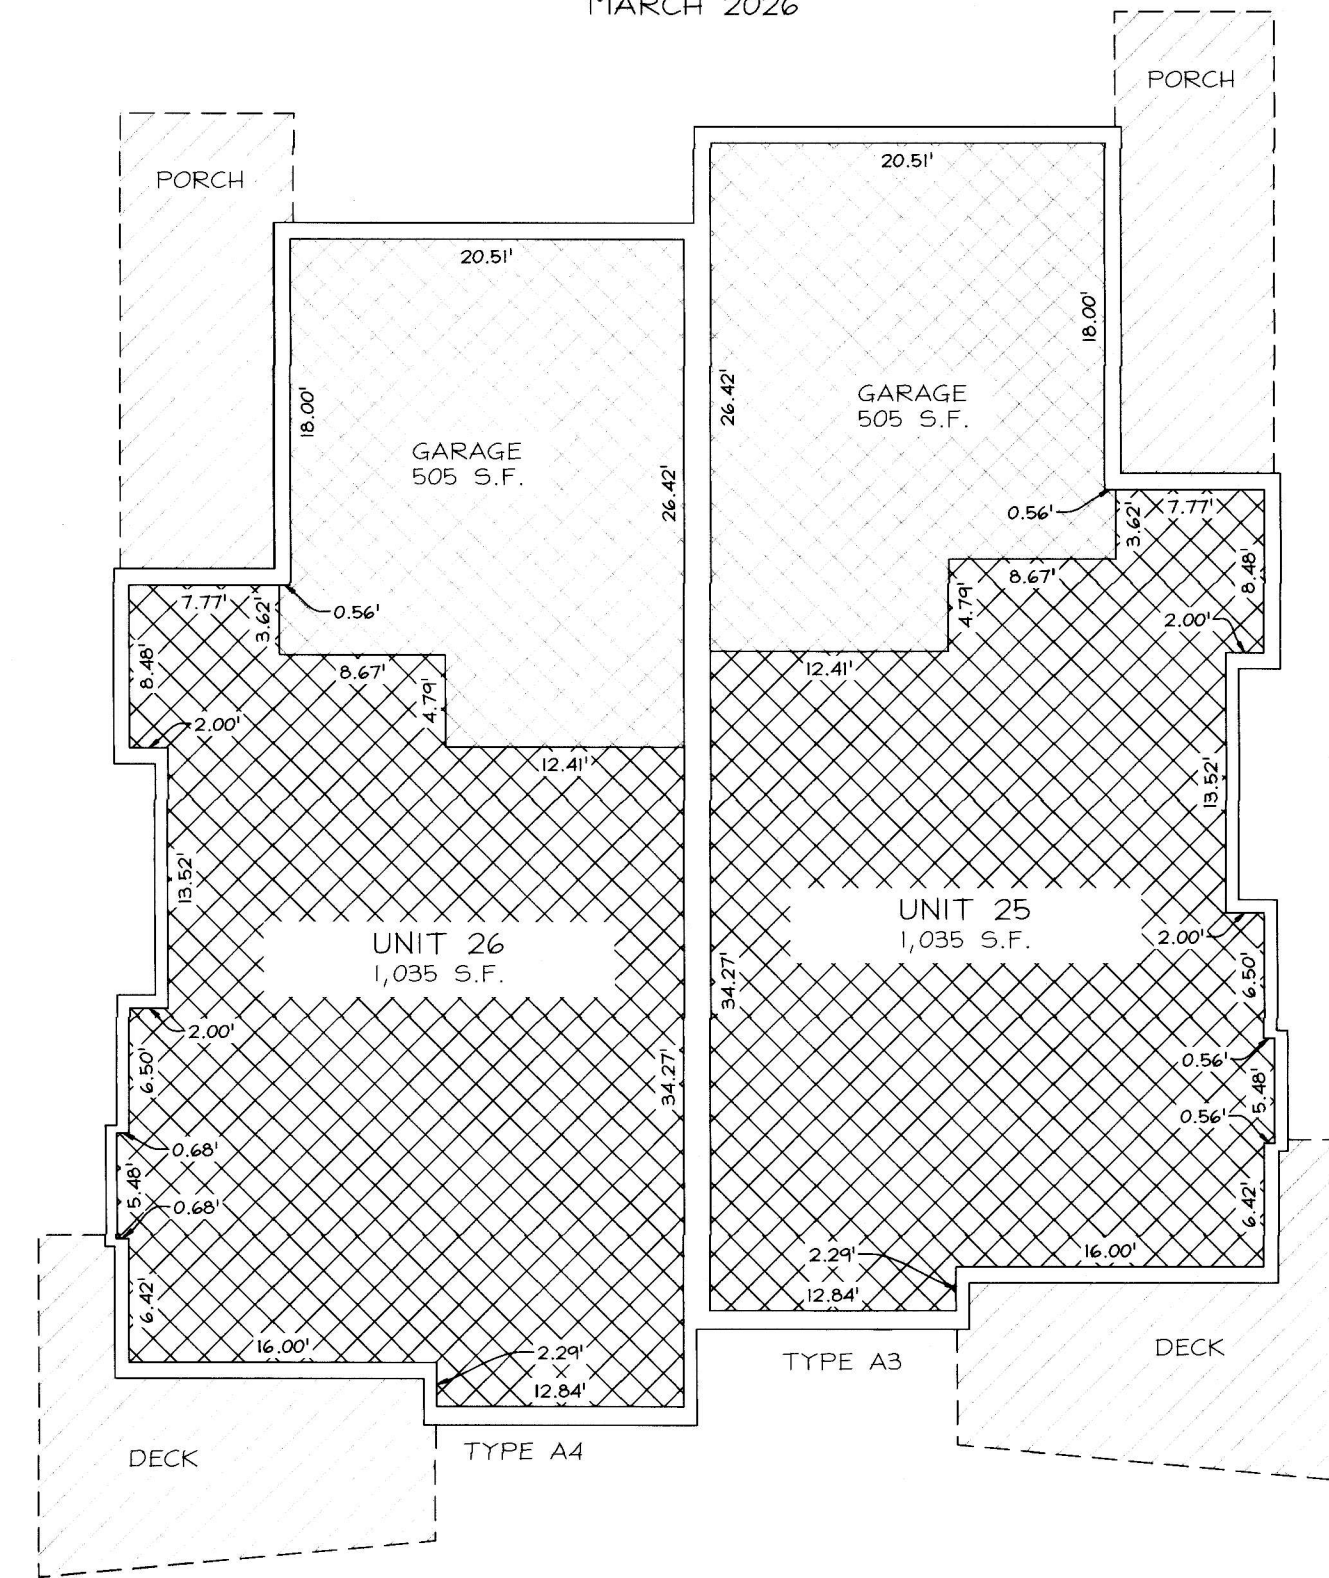 MARCH 2026
PORCH
PORCH
20.51'
20.51'
18.00'
18.00'
26.42'
GARAGE
505 S.F.
GARAGE
505 S.F.
26.42'
0.56'
3.62'
7.77'
8.48'
8.67'
4.79'
2.00'
12.41'
7.77'
3.62'
0.56'
8.48'
8.67'
4.79'
2.00'
12.41'
13.52'
13.52'
UNIT 25
1,035 S.F.
UNIT 26
1,035 S.F.
2.00'
34.27'
6.50'
2.00'
6.50'
34.27'
0.56'
5.48'
0.56'
0.68'
5.48'
0.68'
6.42'
6.42'
2.29'
16.00'
12.84'
16.00'
2.29'
12.84'
TYPE A3
DECK
DECK
TYPE A4